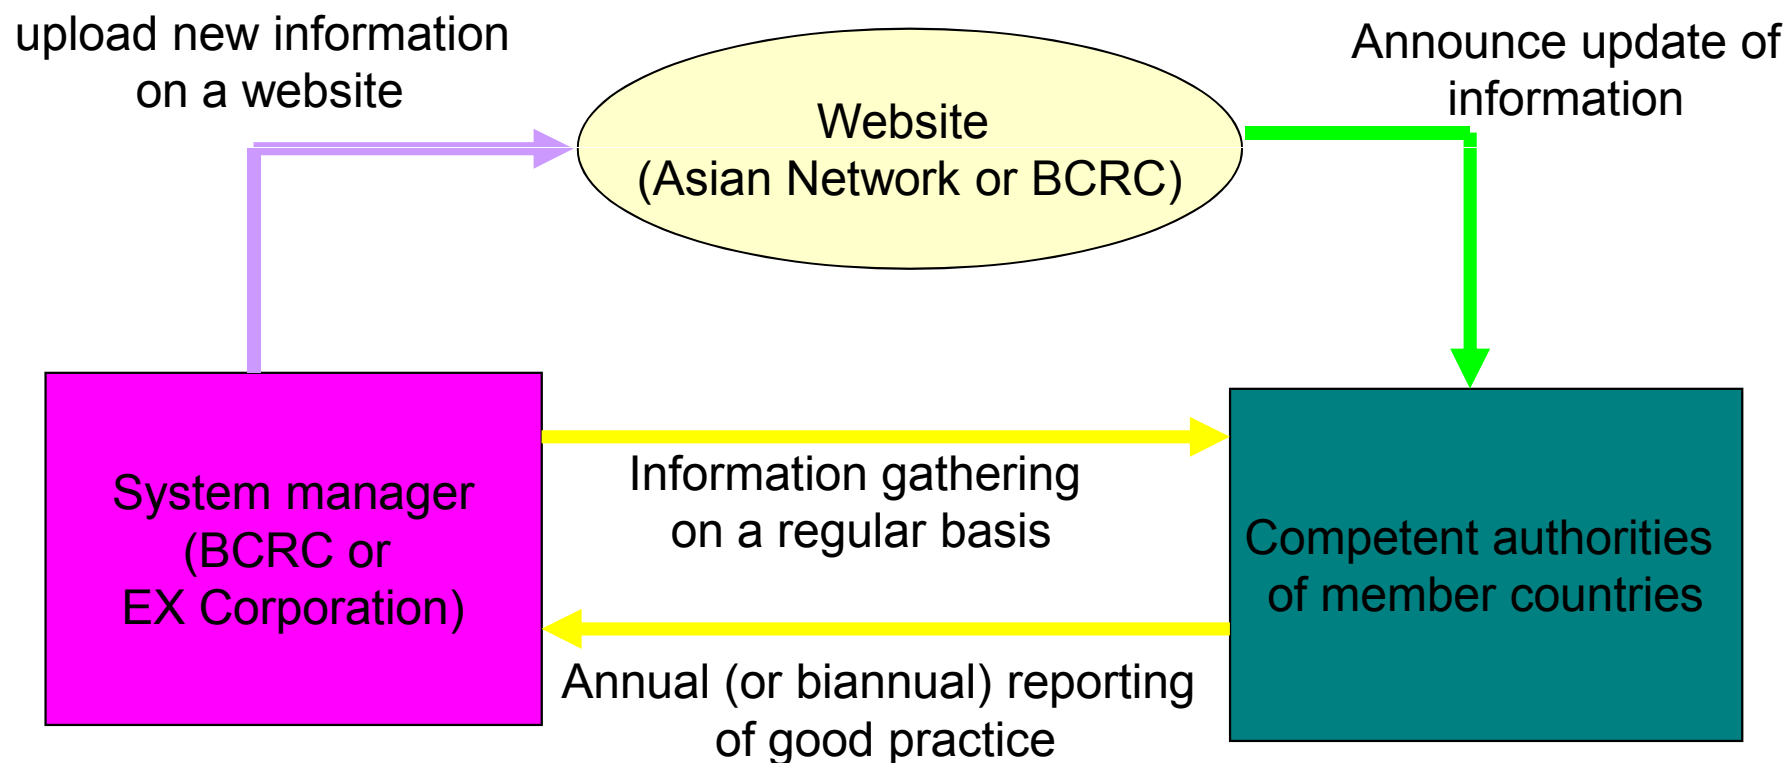 upload new information
on a website
Website
(Asian Network or BCRC)
Announce update of
information
System manager
(BCRC or
EX Corporation)
Information gathering
on a regular basis
Competent authorities
of member countries
Annual (or biannual) reporting
of good practice